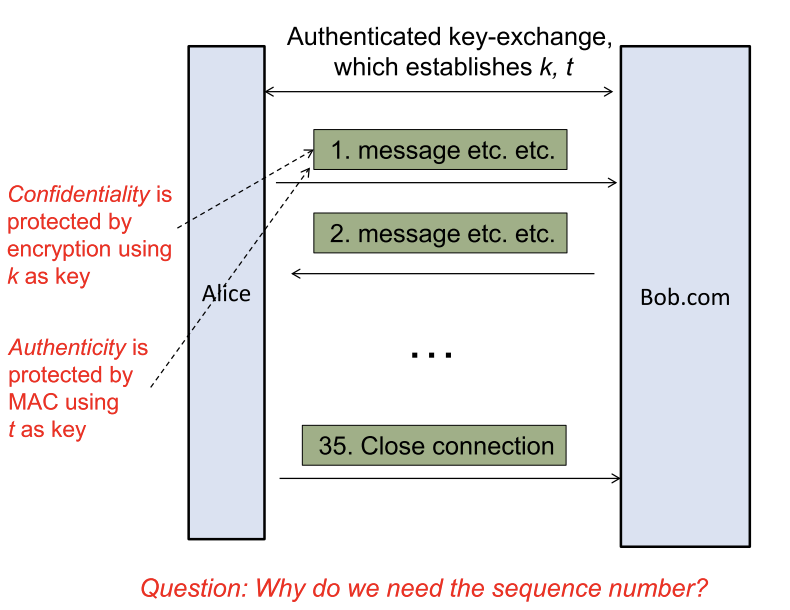 Authenticated key-exchange,
which establishes k, t
1. message etc. etc.
Confidentiality is
protected by
encryption using
k as key
2. message etc. etc.
Alice
Bob.com
Authenticity is
protected by
MAC using
t as key
...
35. Close connection
Question: Why do we need the sequence number?